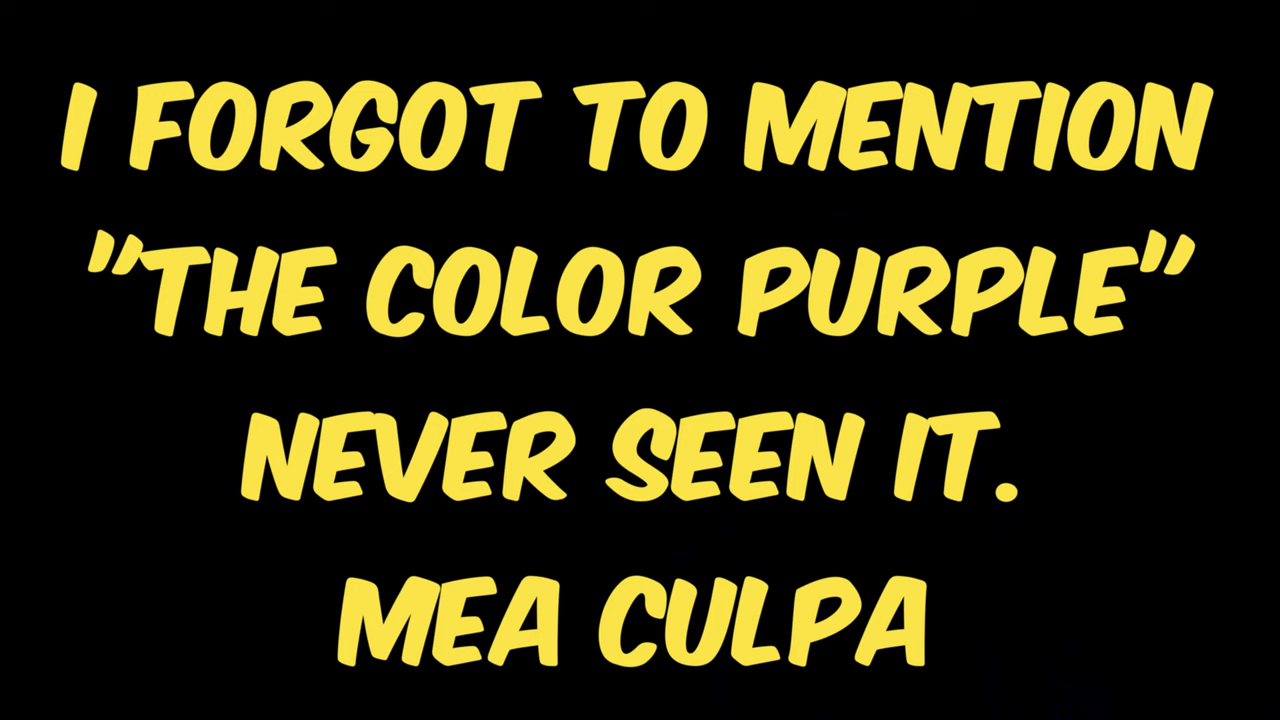 I FORGOT TO MENTION
"THE COLOR PURPLE"
NEVER SEEN IT.
MEA CULPA